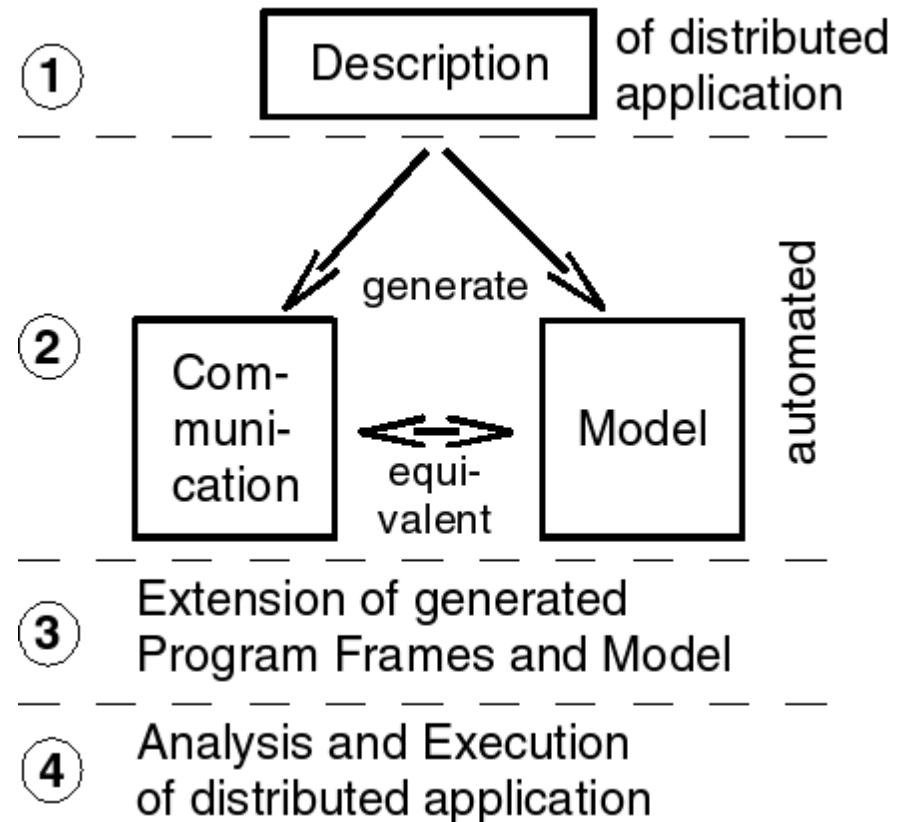 1
Description
of distributed
application
generate
automated
2
Com-
muni-
cation
equi-
valent
Model
3
Extension of generated
Program Frames and Model
4
Analysis and Execution
of distributed application